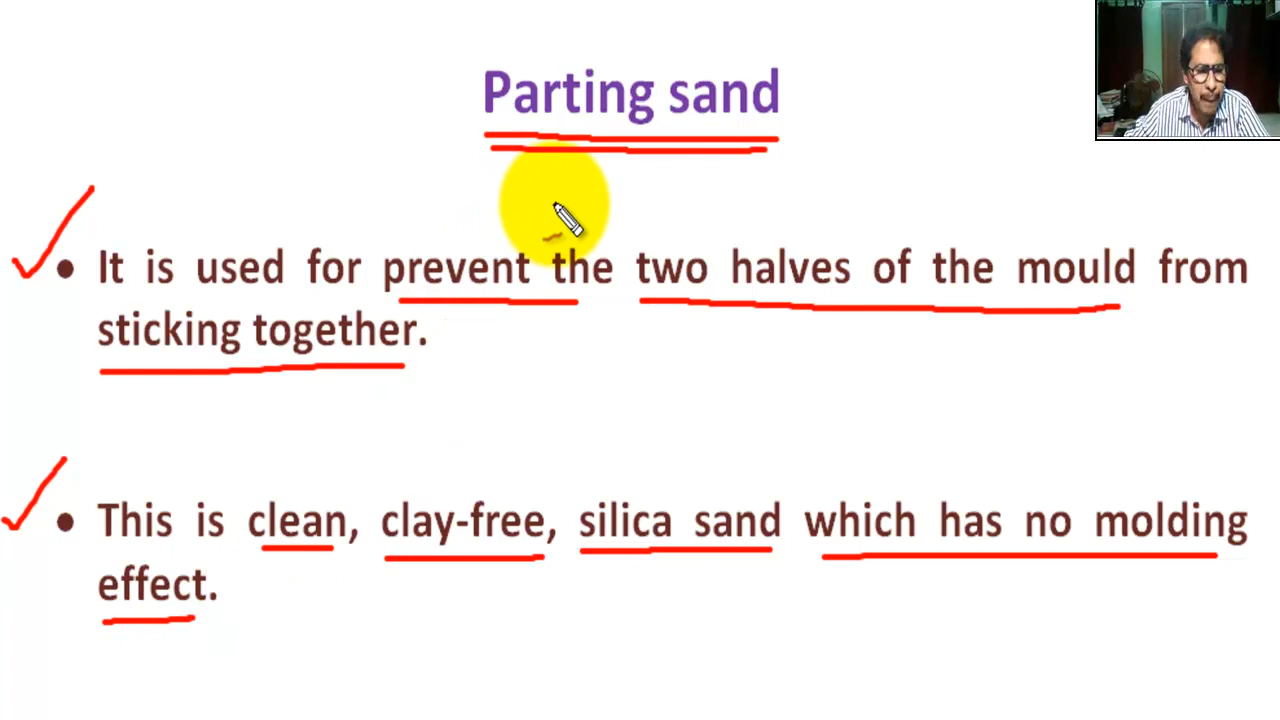 Parting sand
• It is used for prevent the two halves of the mould from
sticking together.
• This is clean, clay-free, silica sand which has no molding
effect.